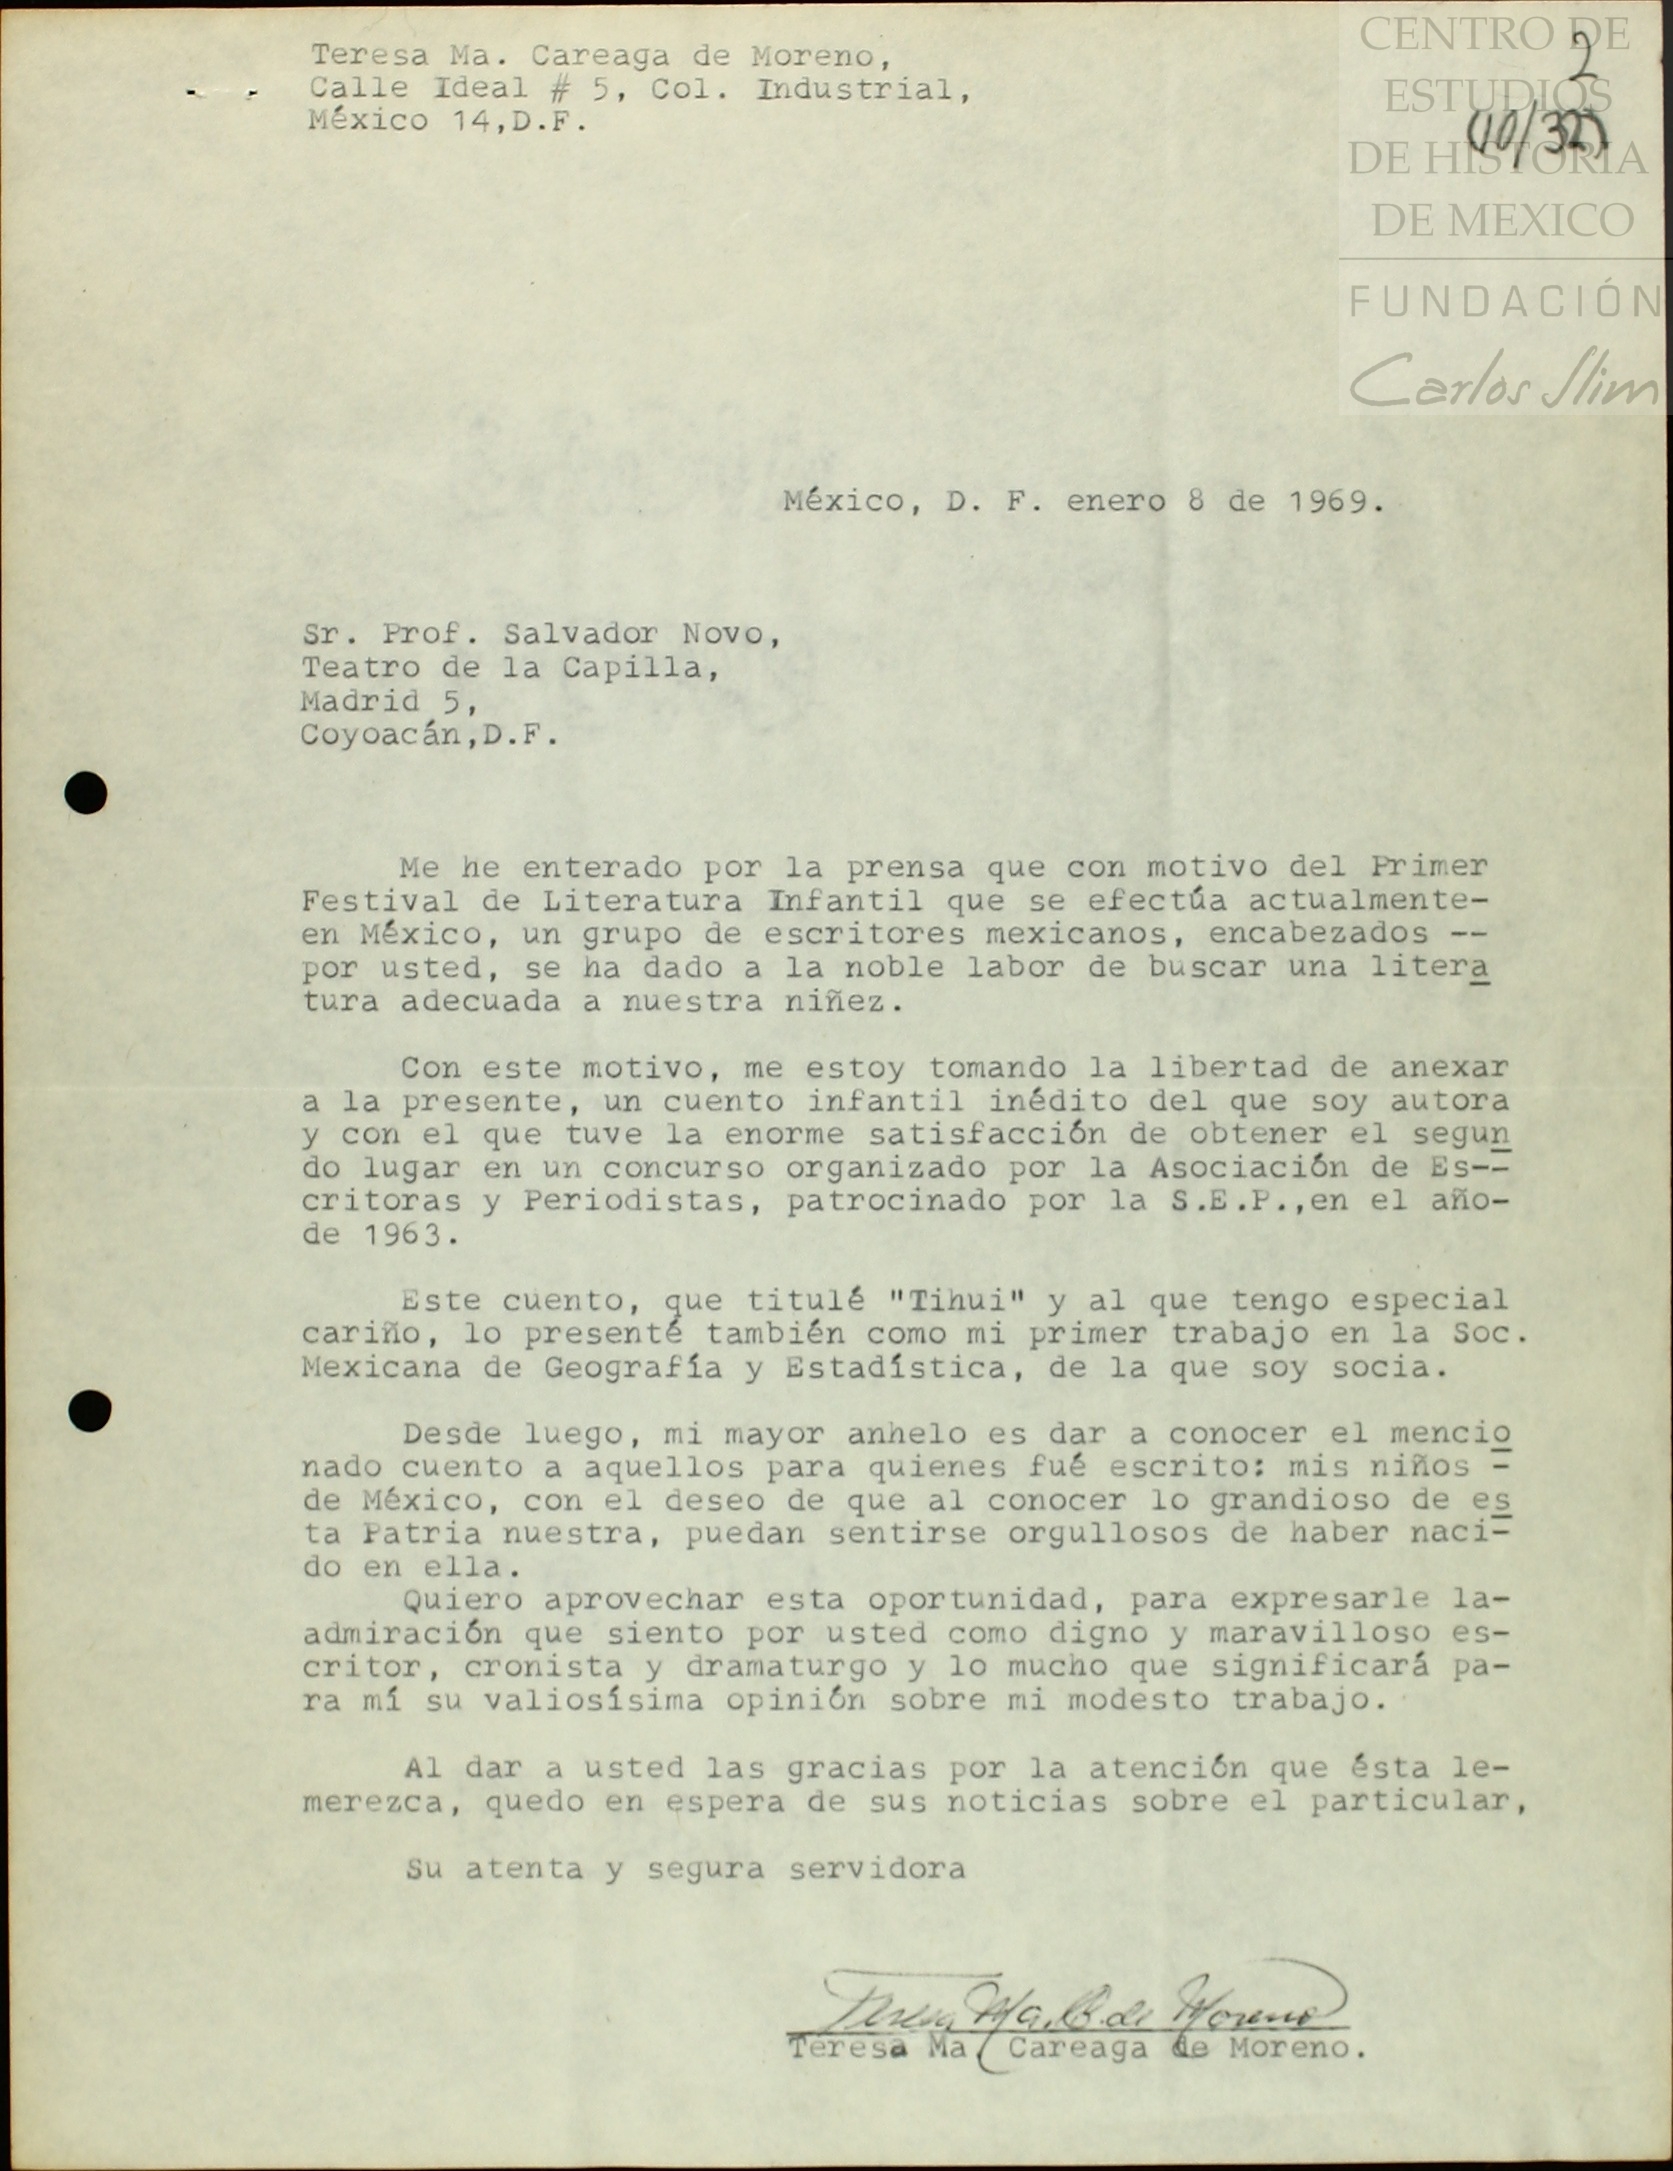 Teresa Ma. Careaga de Moreno,
Calle Ideal # 5, Col. Industrial,
México 14,D.F.
2
(10/32)
CENTRO DE
ESTUDIOS
DE HISTORIA
DE MEXICO
FUNDACIÓN
Carlos Slim
México, D. F. enero 8 de 1969.
Sr. Prof. Salvador Novo,
Teatro de la Capilla,
Madrid 5,
Coyoacán,D.F.
Me he enterado por la prensa que con motivo del Primer
Festival de Literatura Infantil que se efectúa actualmente-
en México, un grupo de escritores mexicanos, encabezados --
por usted, se ha dado a la noble labor de buscar una litera
tura adecuada a nuestra niñez.
Con este motivo, me estoy tomando la libertad de anexar
a la presente, un cuento infantil inédito del que soy autora
y con el que tuve la enorme satisfacción de obtener el segun
do lugar en un concurso organizado por la Asociación de Es--
critoras y Periodistas, patrocinado por la S.E.P.,en el año-
de 1963.
Este cuento, que titulé "Tihui" y al que tengo especial
cariño, lo presenté también como mi primer trabajo en la Soc.
Mexicana de Geografía y Estadística, de la que soy socia.
Desde luego, mi mayor anhelo es dar a conocer el mencio
nado cuento a aquellos para quienes fué escrito: mis niños -
de México, con el deseo de que al conocer lo grandioso de es
ta Patria nuestra, puedan sentirse orgullosos de haber naci-
do en ella.
Quiero aprovechar esta oportunidad, para expresarle la-
admiración que siento por usted como digno y maravilloso es-
critor, cronista y dramaturgo y lo mucho que significará pa-
ra mí su valiosísima opinión sobre mi modesto trabajo.
Al dar a usted las gracias por la atención que ésta le-
merezca, quedo en espera de sus noticias sobre el particular,
Su atenta y segura servidora
Teresa Ma. C. de Moreno
Teresa Ma. Careaga de Moreno.